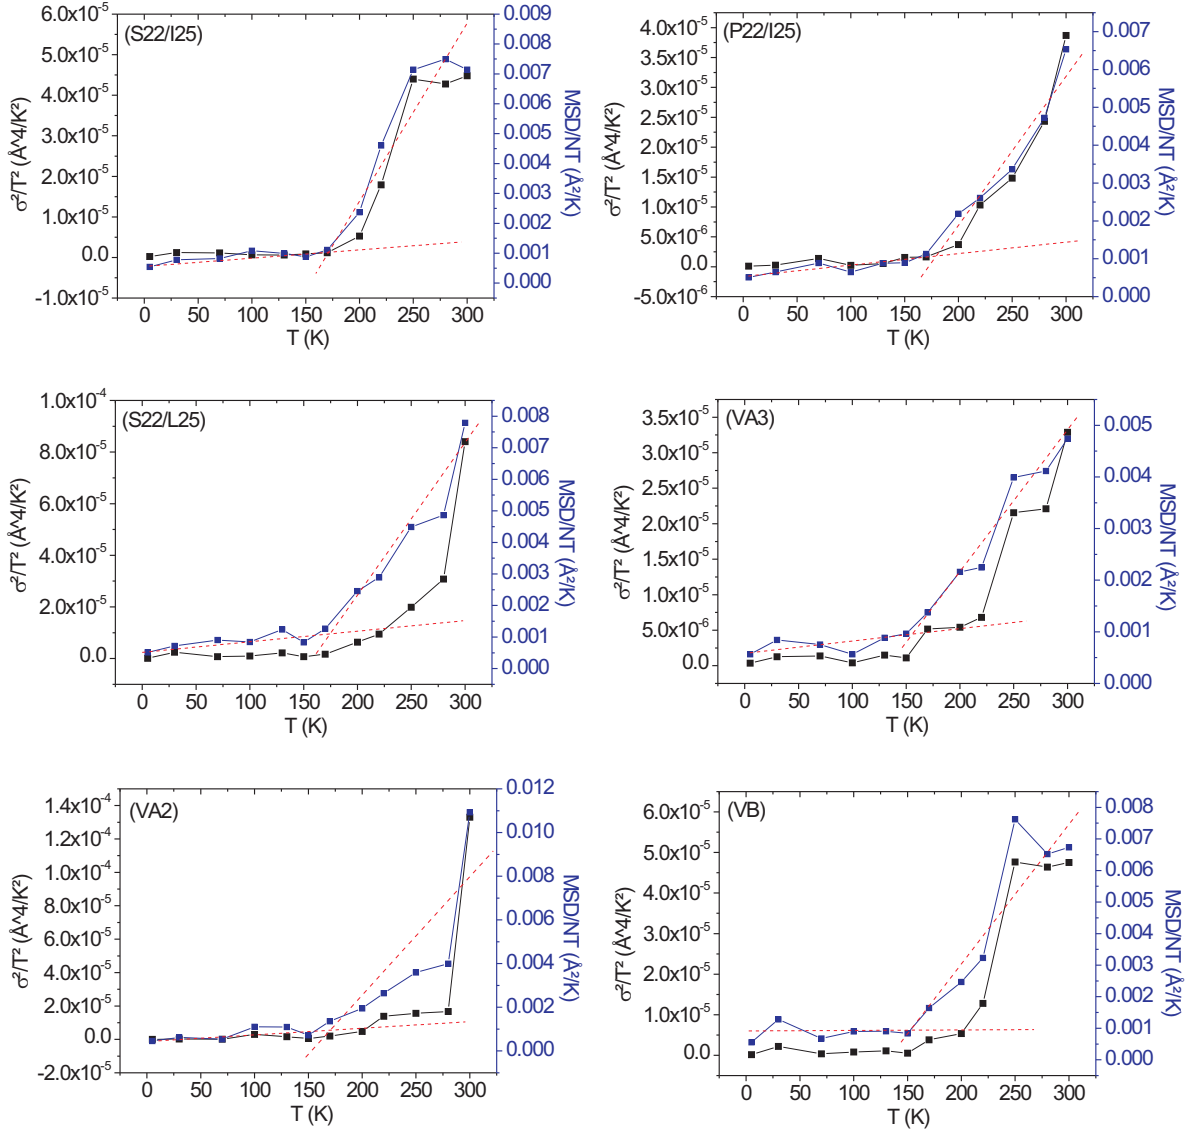 (S22/I25)
σ²/T² (Å^4/K²)
6.0x10⁻⁵
5.0x10⁻⁵
4.0x10⁻⁵
3.0x10⁻⁵
2.0x10⁻⁵
1.0x10⁻⁵
0.0
-1.0x10⁻⁵
0.009
0.008
0.007
0.006
0.005
0.004
0.003
0.002
0.001
0.000
MSD/NT (Å²/K)
0 50 100 150 200 250 300
T (K)
(P22/I25)
σ²/T² (Å^4/K²)
4.0x10⁻⁵
3.5x10⁻⁵
3.0x10⁻⁵
2.5x10⁻⁵
2.0x10⁻⁵
1.5x10⁻⁵
1.0x10⁻⁵
5.0x10⁻⁶
0.0
-5.0x10⁻⁶
0.007
0.006
0.005
0.004
0.003
0.002
0.001
0.000
MSD/NT (Å²/K)
0 50 100 150 200 250 300
T (K)
(S22/L25)
σ²/T² (Å^4/K²)
1.0x10⁻⁴
8.0x10⁻⁵
6.0x10⁻⁵
4.0x10⁻⁵
2.0x10⁻⁵
0.0
0.008
0.007
0.006
0.005
0.004
0.003
0.002
0.001
0.000
MSD/NT (Å²/K)
0 50 100 150 200 250 300
T (K)
(VA3)
σ²/T² (Å^4/K²)
3.5x10⁻⁵
3.0x10⁻⁵
2.5x10⁻⁵
2.0x10⁻⁵
1.5x10⁻⁵
1.0x10⁻⁵
5.0x10⁻⁶
0.0
0.005
0.004
0.003
0.002
0.001
0.000
MSD/NT (Å²/K)
0 50 100 150 200 250 300
T (K)
(VA2)
σ²/T² (Å^4/K²)
1.4x10⁻⁴
1.2x10⁻⁴
1.0x10⁻⁴
8.0x10⁻⁵
6.0x10⁻⁵
4.0x10⁻⁵
2.0x10⁻⁵
0.0
-2.0x10⁻⁵
0.012
0.010
0.008
0.006
0.004
0.002
0.000
MSD/NT (Å²/K)
0 50 100 150 200 250 300
T (K)
(VB)
σ²/T² (Å^4/K²)
6.0x10⁻⁵
5.0x10⁻⁵
4.0x10⁻⁵
3.0x10⁻⁵
2.0x10⁻⁵
1.0x10⁻⁵
0.0
0.008
0.007
0.006
0.005
0.004
0.003
0.002
0.001
0.000
MSD/NT (Å²/K)
0 50 100 150 200 250 300
T (K)